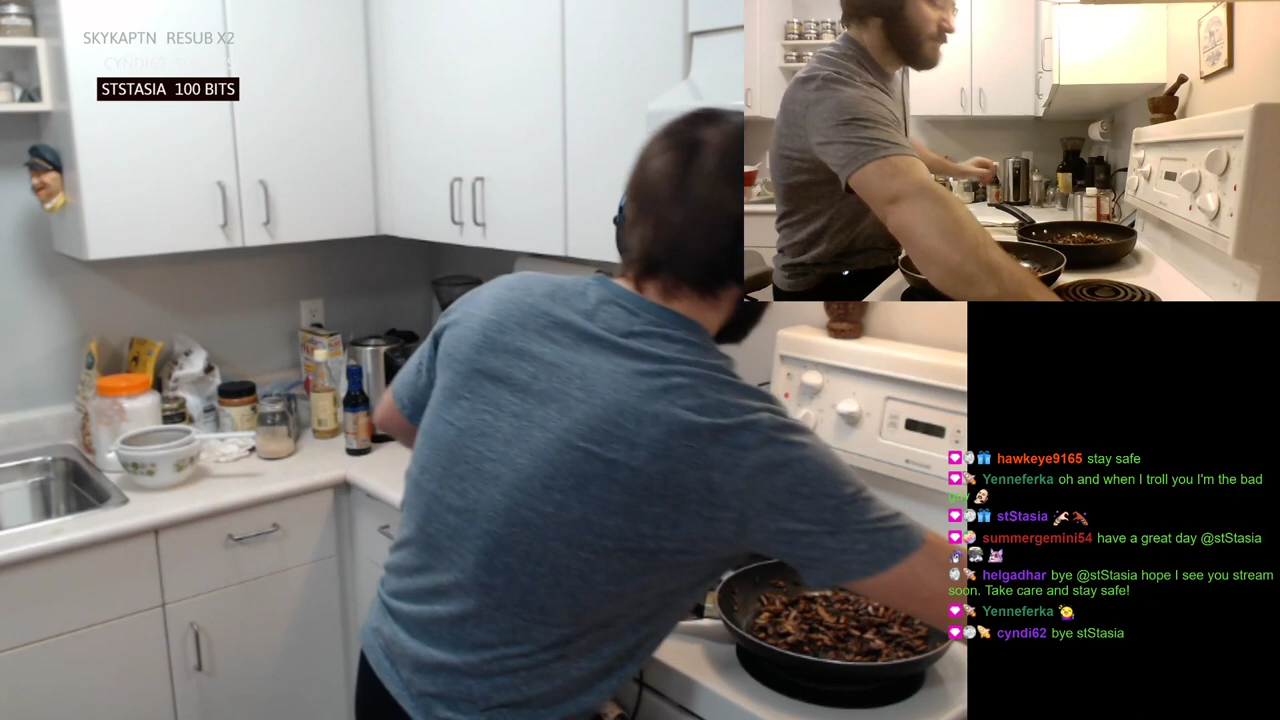 SKYKAPTN RESUB X2
STSTASIA 100 BITS
hawkeye9165 stay safe
Yenneferka oh and when I troll you I'm the bad
guy
stStasia
summergemini54 have a great day @stStasia
helgadhar bye @stStasia hope I see you stream
soon. Take care and stay safe!
Yenneferka
cyndi62 bye stStasia